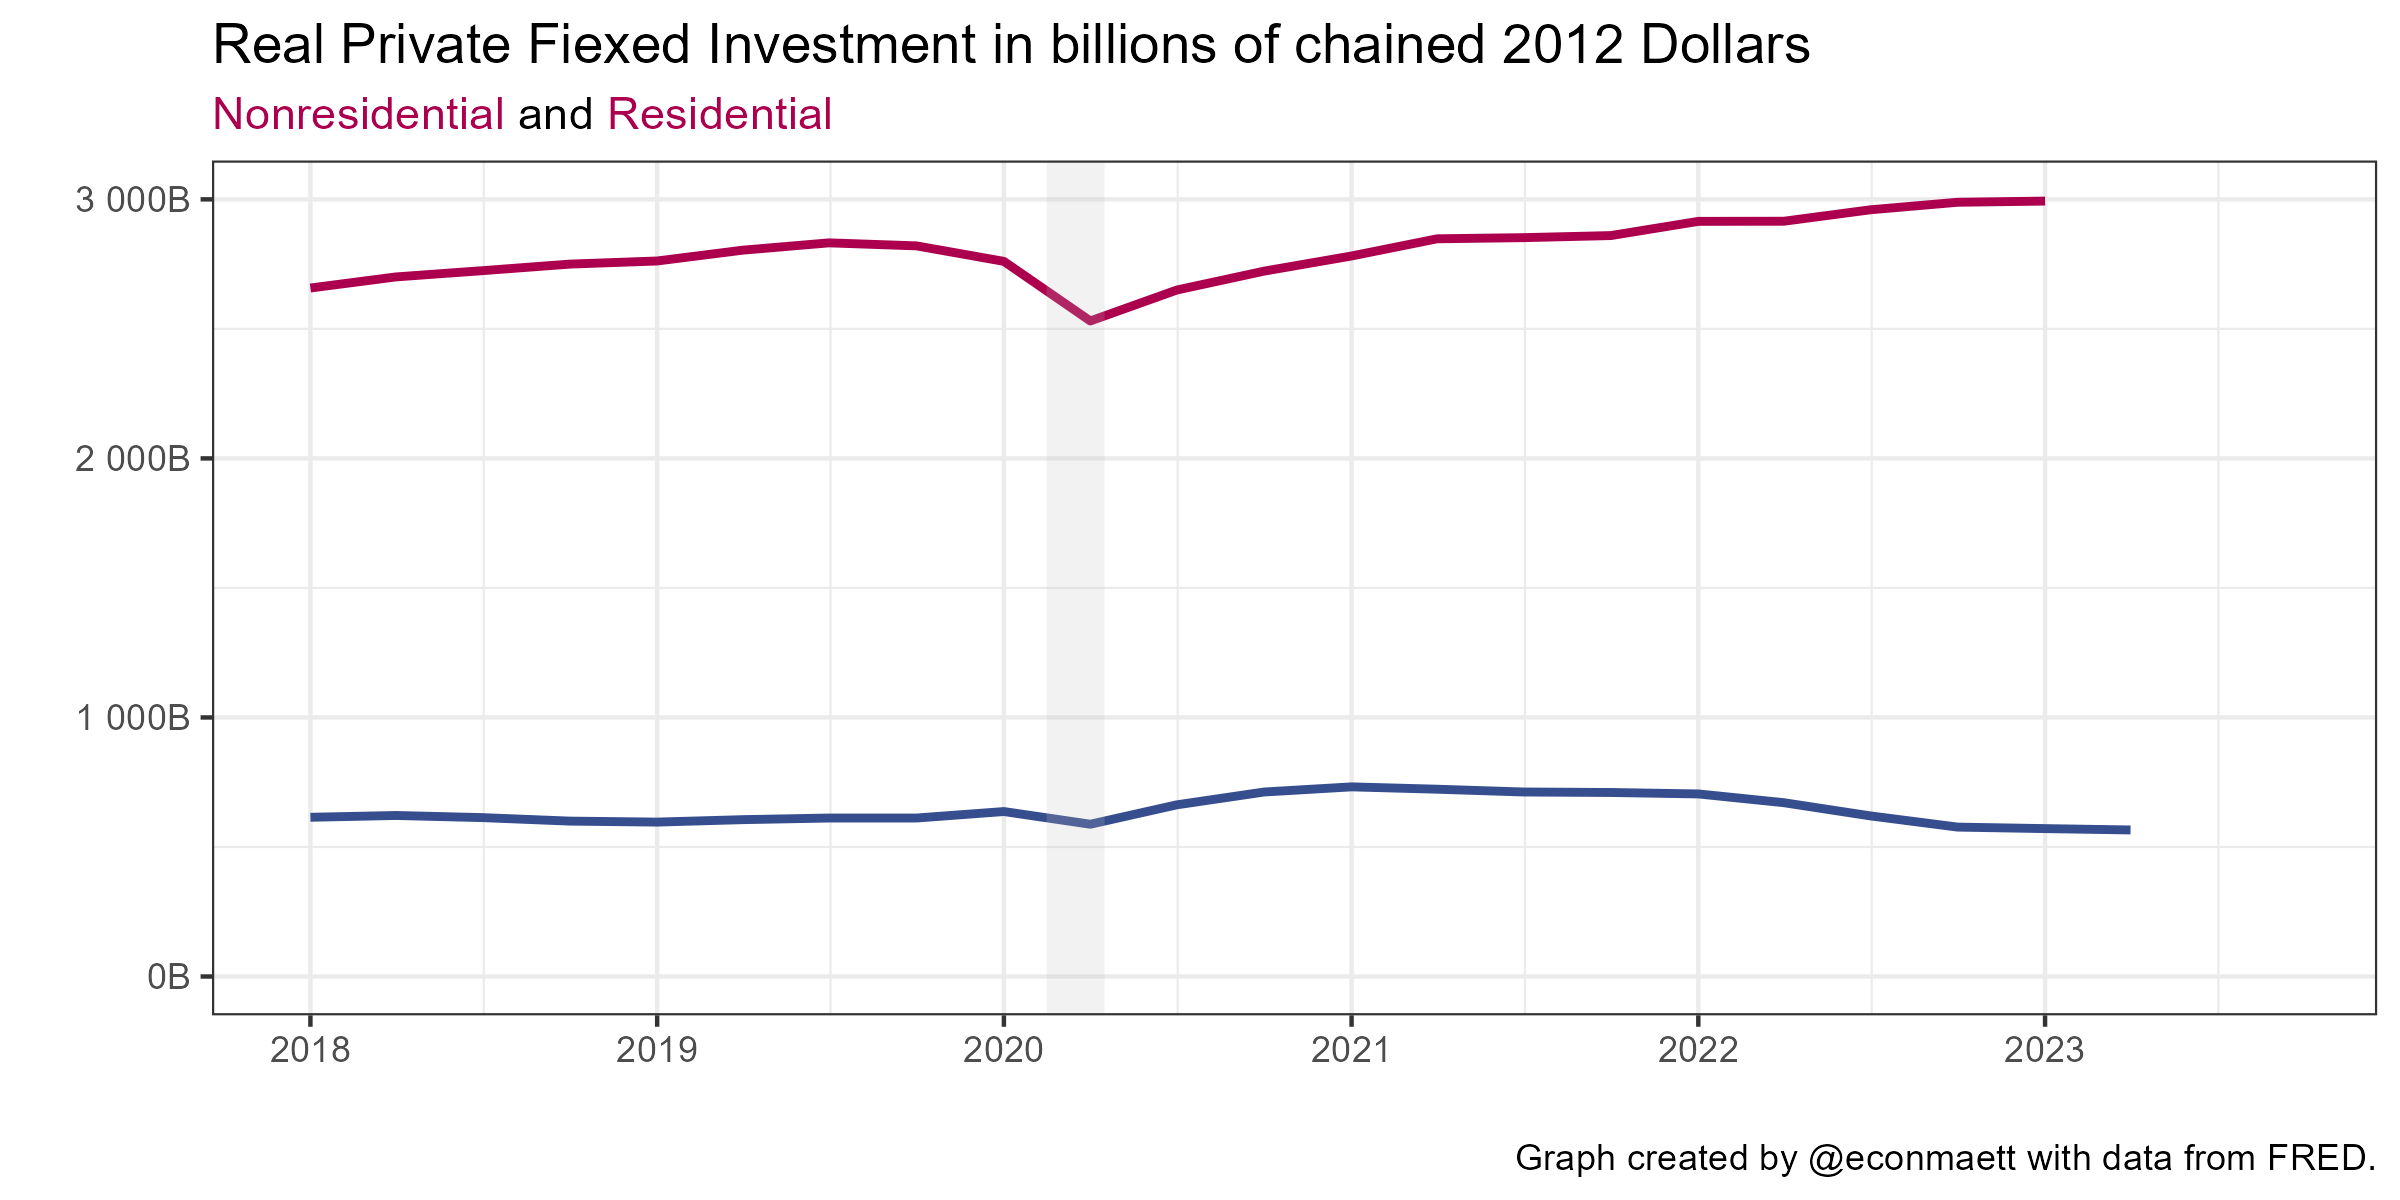 Real Private Fiexed Investment in billions of chained 2012 Dollars
Nonresidential and Residential
3 000B
2 000B
1 000B
0B
2018 2019 2020 2021 2022 2023
Graph created by @econmaett with data from FRED.